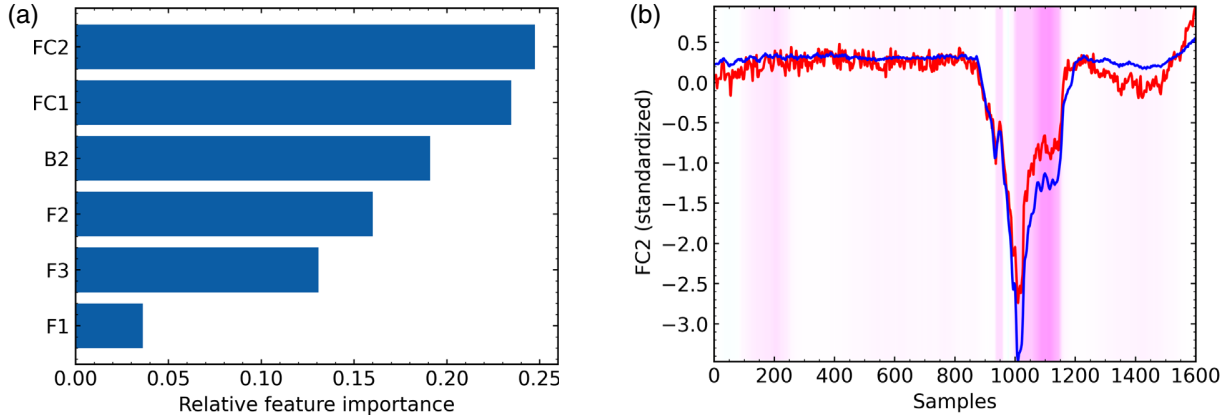 (a)
FC2
FC1
B2
F2
F3
F1
0.00 0.05 0.10 0.15 0.20 0.25
Relative feature importance
(b)
FC2 (standardized)
0.5
0.0
−0.5
−1.0
−1.5
−2.0
−2.5
−3.0
0 200 400 600 800 1000 1200 1400 1600
Samples